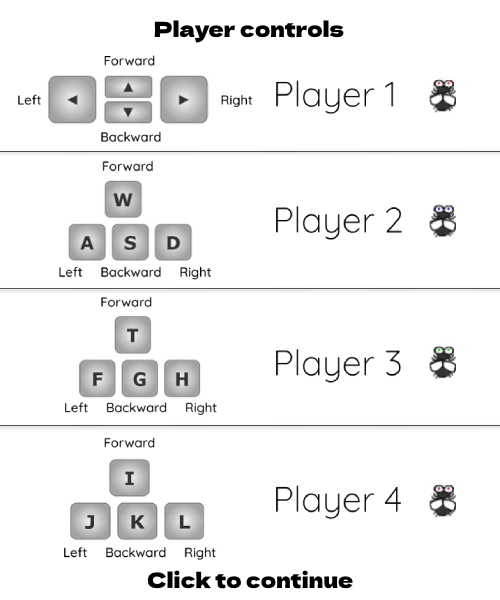 Player controls
Forward
Left ◄ ▲ ► Right Player 1
▼
Backward
Forward
W
Player 2
A S D
Left Backward Right
Forward
T
Player 3
F G H
Left Backward Right
Forward
I
Player 4
J K L
Left Backward Right
Click to continue